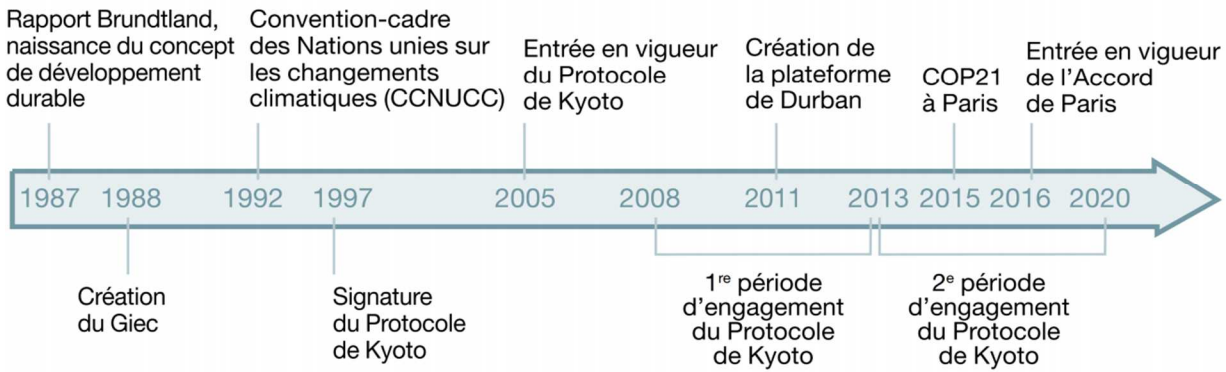 Rapport Brundtland,
naissance du concept
de développement
durable
Convention-cadre
des Nations unies sur
les changements
climatiques (CCNUCC)
Entrée en vigueur
du Protocole
de Kyoto
Création de
la plateforme
de Durban
COP21
à Paris
Entrée en vigueur
de l'Accord
de Paris
1987 1988 1992 1997 2005 2008 2011 2013 2015 2016 2020
Création
du Giec
Signature
du Protocole
de Kyoto
1re période
d'engagement
du Protocole
de Kyoto
2e période
d'engagement
du Protocole
de Kyoto